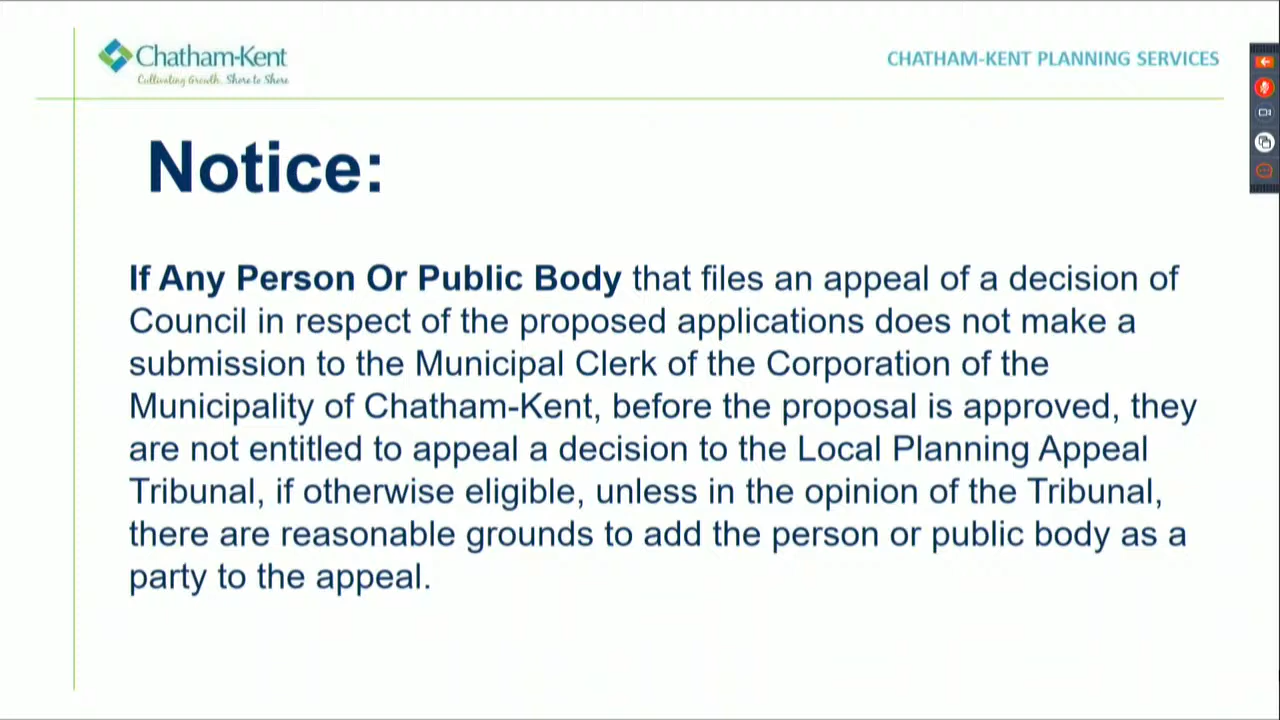 Chatham-Kent
Cultivating Growth, Shore to Shore
CHATHAM-KENT PLANNING SERVICES
Notice:
If Any Person Or Public Body that files an appeal of a decision of
Council in respect of the proposed applications does not make a
submission to the Municipal Clerk of the Corporation of the
Municipality of Chatham-Kent, before the proposal is approved, they
are not entitled to appeal a decision to the Local Planning Appeal
Tribunal, if otherwise eligible, unless in the opinion of the Tribunal,
there are reasonable grounds to add the person or public body as a
party to the appeal.